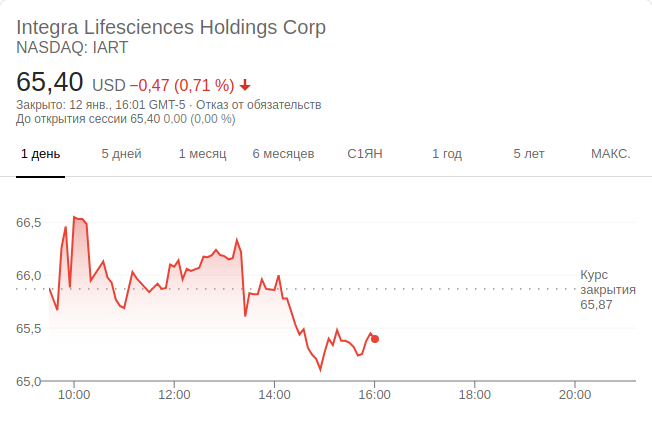 Integra Lifesciences Holdings Corp
NASDAQ: IART
65,40 USD −0,47 (0,71 %)
Закрыто: 12 янв., 16:01 GMT-5 · Отказ от обязательств
До открытия сессии 65,40 0,00 (0,00 %)
1 день 5 дней 1 месяц 6 месяцев С1ЯН 1 год 5 лет МАКС.
66,5
66,0
Курс
закрытия
65,87
65,5
65,0
10:00 12:00 14:00 16:00 18:00 20:00